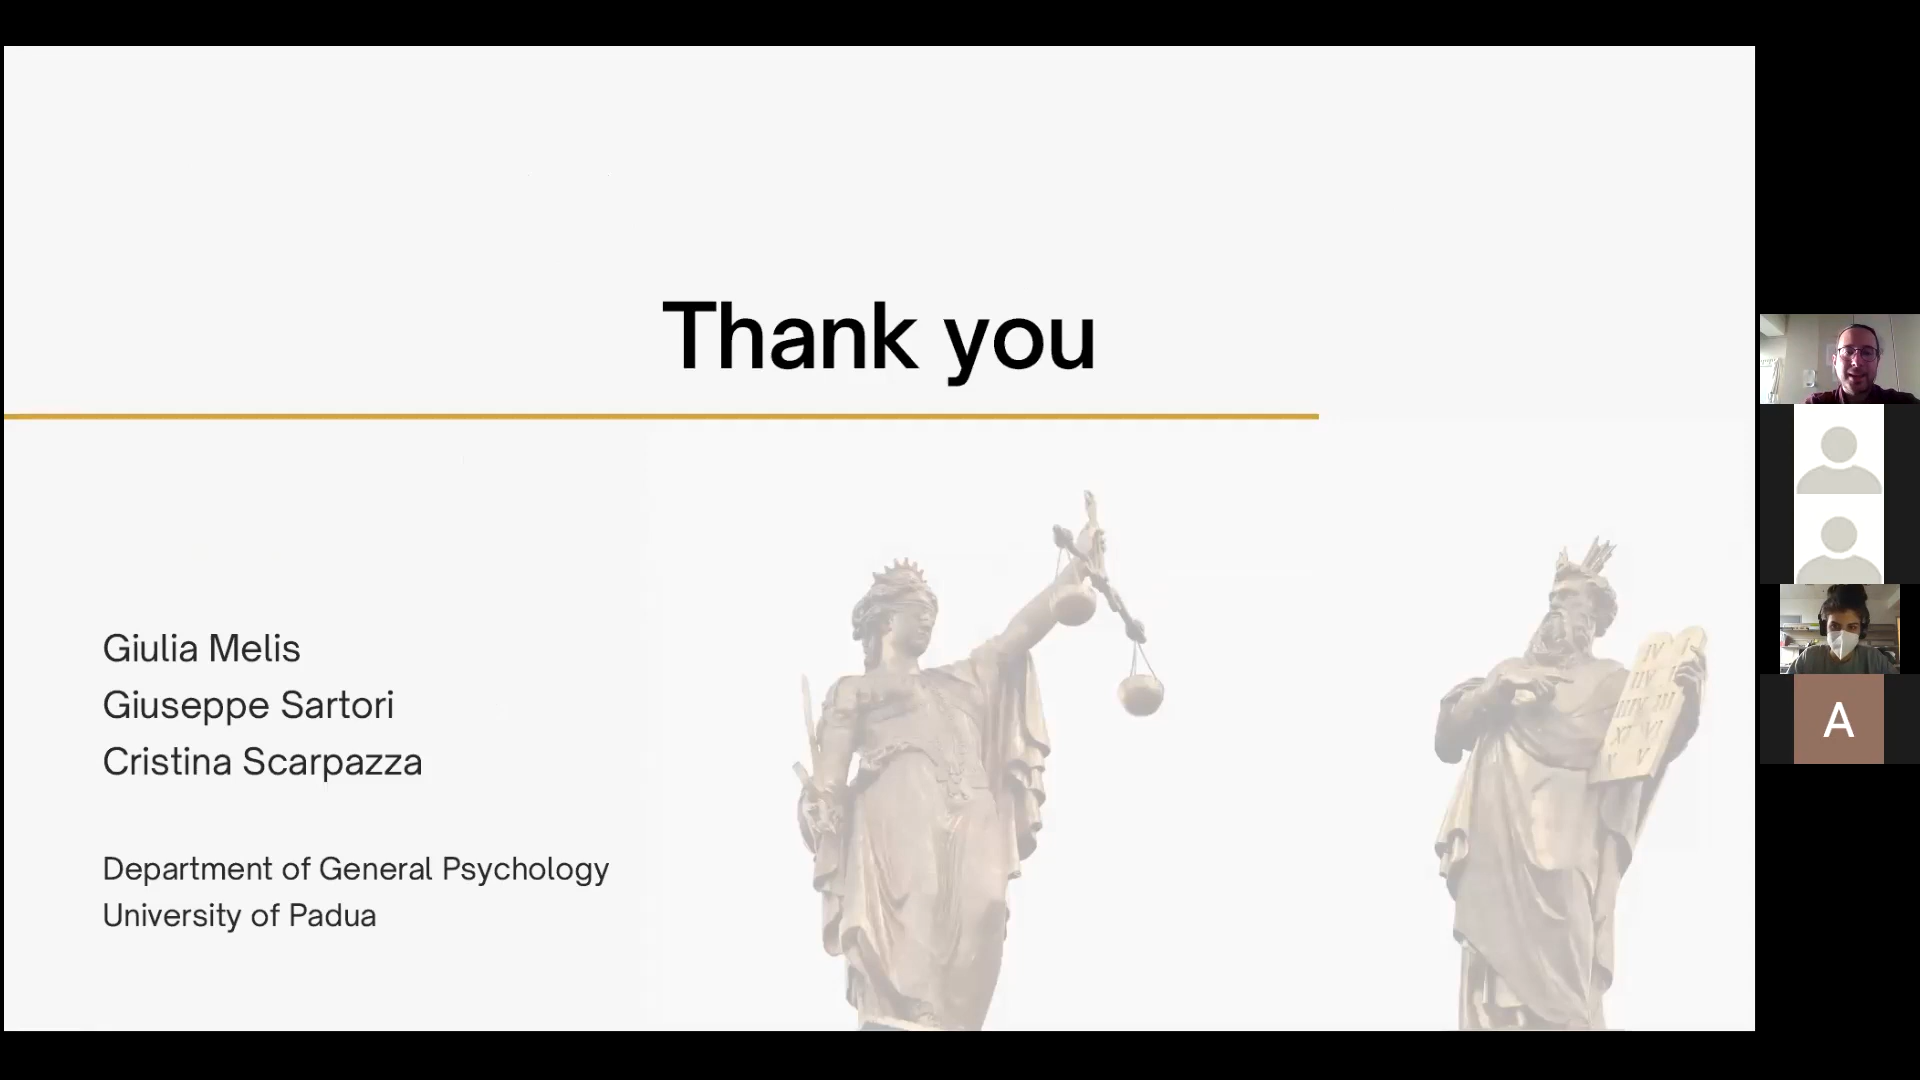 Thank you
Giulia Melis
Giuseppe Sartori
Cristina Scarpazza
Department of General Psychology
University of Padua
A